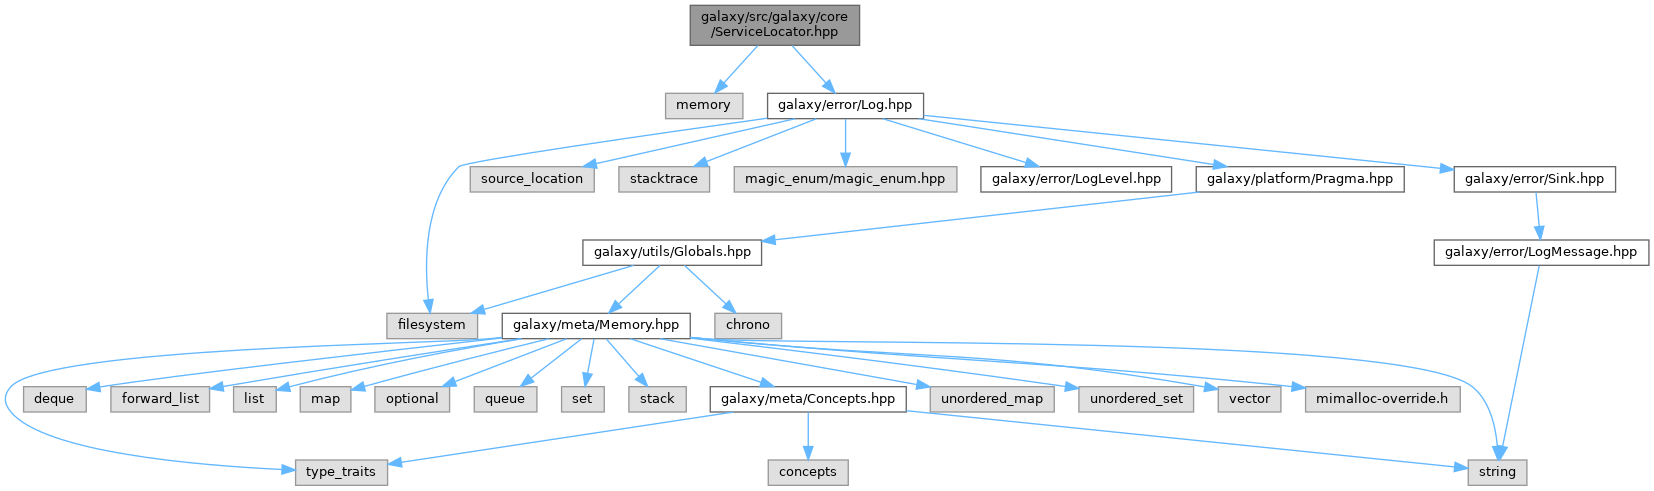 galaxy/src/galaxy/core
/ServiceLocator.hpp
memory
galaxy/error/Log.hpp
source_location
stacktrace
magic_enum/magic_enum.hpp
galaxy/error/LogLevel.hpp
galaxy/platform/Pragma.hpp
galaxy/error/Sink.hpp
galaxy/utils/Globals.hpp
galaxy/error/LogMessage.hpp
filesystem
galaxy/meta/Memory.hpp
chrono
deque
forward_list
list
map
optional
queue
set
stack
galaxy/meta/Concepts.hpp
unordered_map
unordered_set
vector
mimalloc-override.h
type_traits
concepts
string